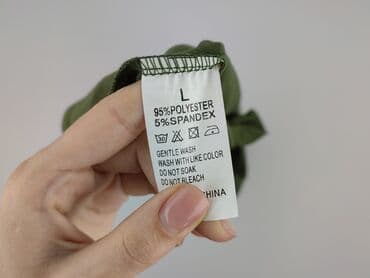 L
95%POLYESTER
5%SPANDEX
GENTLE WASH
WASH WITH LIKE COLOR
DO NOT SOAK
DO NOT BLEACH
CHINA